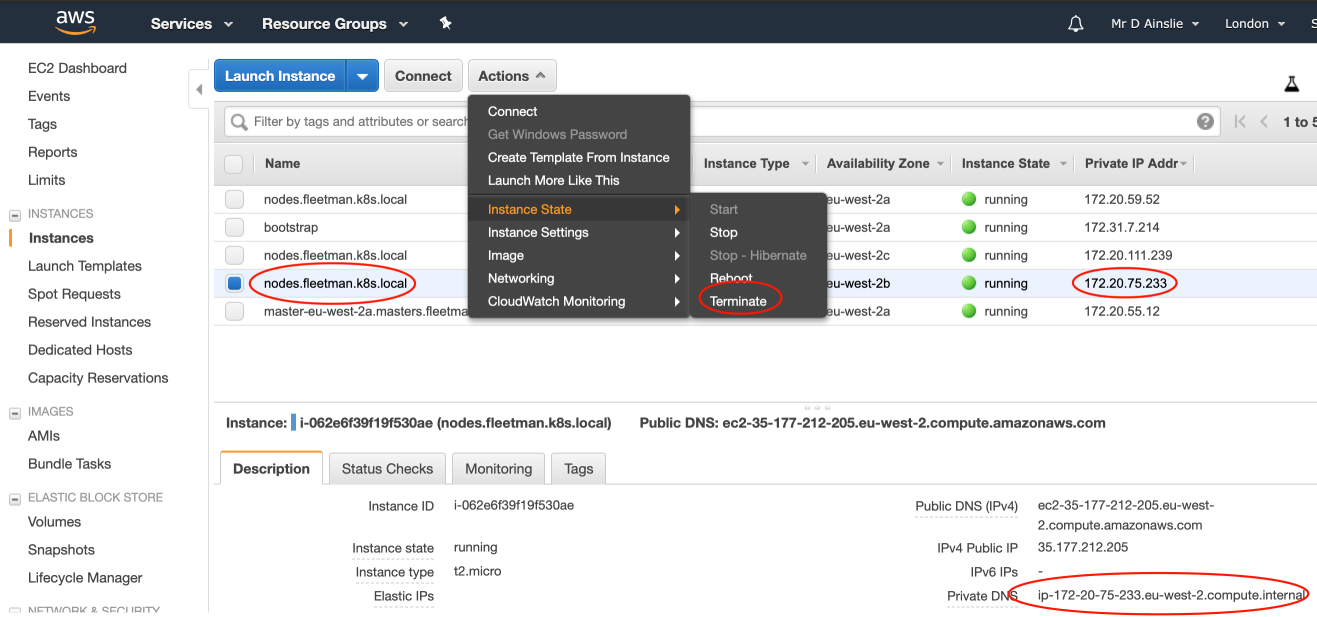 aws Services Resource Groups Mr D Ainslie London S
EC2 Dashboard
Events
Tags
Reports
Limits
INSTANCES
Instances
Launch Templates
Spot Requests
Reserved Instances
Dedicated Hosts
Capacity Reservations
IMAGES
AMIs
Bundle Tasks
ELASTIC BLOCK STORE
Volumes
Snapshots
Lifecycle Manager
NETWORK & SECURITY
Launch Instance Connect Actions
Filter by tags and attributes or search ? 1 to 5
Connect
Get Windows Password
Create Template From Instance
Launch More Like This
Instance State
Instance Settings
Image
Networking
CloudWatch Monitoring
Start
Stop
Stop - Hibernate
Reboot
Terminate
Name Instance Type Availability Zone Instance State Private IP Addr
nodes.fleetman.k8s.local eu-west-2a running 172.20.59.52
bootstrap eu-west-2a running 172.31.7.214
nodes.fleetman.k8s.local eu-west-2c running 172.20.111.239
nodes.fleetman.k8s.local eu-west-2b running 172.20.75.233
master-eu-west-2a.masters.fleetma eu-west-2a running 172.20.55.12
Instance: i-062e6f39f19f530ae (nodes.fleetman.k8s.local) Public DNS: ec2-35-177-212-205.eu-west-2.compute.amazonaws.com
Description Status Checks Monitoring Tags
Instance ID i-062e6f39f19f530ae
Instance state running
Instance type t2.micro
Elastic IPs
Public DNS (IPv4) ec2-35-177-212-205.eu-west-
2.compute.amazonaws.com
IPv4 Public IP 35.177.212.205
IPv6 IPs -
Private DNS ip-172-20-75-233.eu-west-2.compute.internal